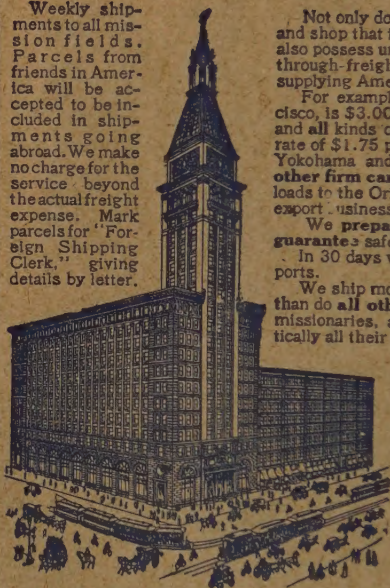 Weekly ship-
ments to all mis-
sion fields.
Parcels from
friends in Amer-
ica will be ac-
cepted to be in-
cluded in ship-
ments going
abroad. We make
no charge for the
service beyond
the actual freight
expense. Mark
parcels for "For-
eign Shipping
Clerk," giving
details by letter.
Not only do
and shop that
also possess
through-freigh
supplying Ame
For examp
cisco, is $3.00
and all kinds
rate of $1.75 p
Yokohama and
other firm car
loads to the Or
export usiness
We prepa
guarante safe
In 30 days
ports.
We ship mo
than do all oth
missionaries,
tically all their